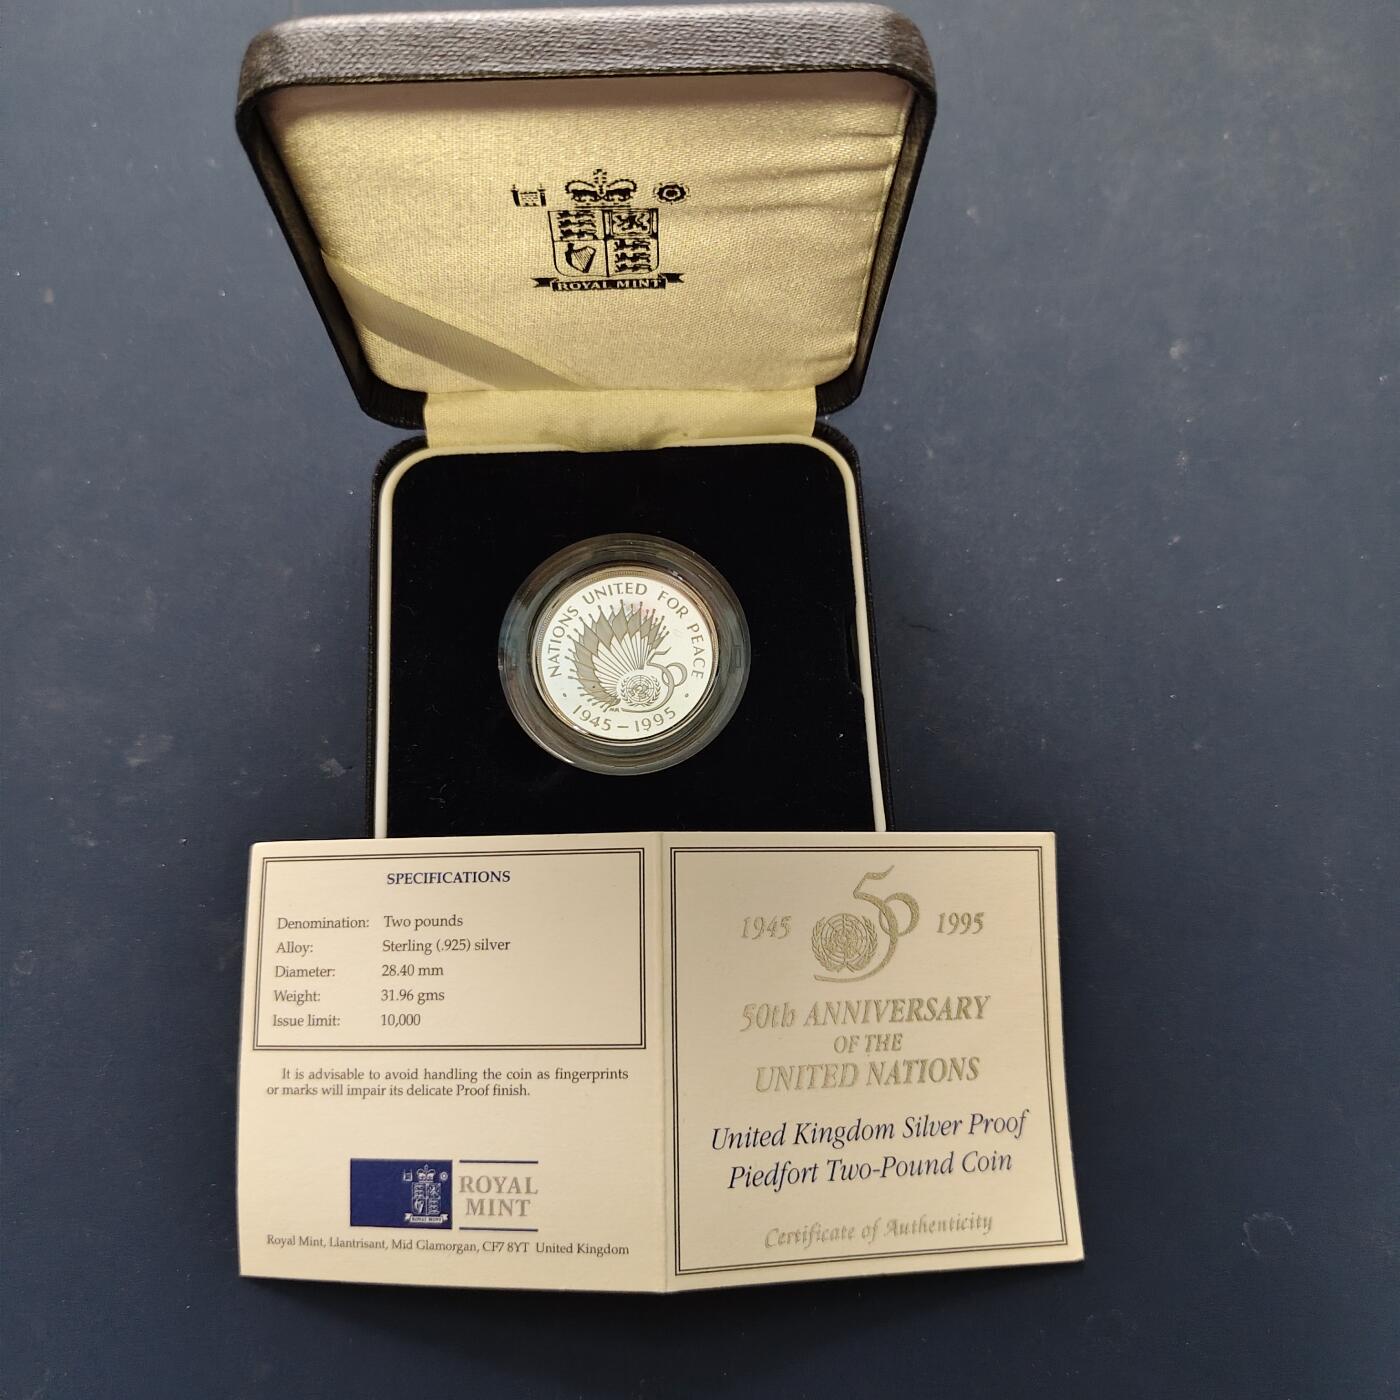 ROYAL MINT
NATIONS UNITED FOR PEACE
1945 – 1995
SPECIFICATIONS
Denomination: Two pounds
Alloy: Sterling (.925) silver
Diameter: 28.40 mm
Weight: 31.96 gms
Issue limit: 10,000
It is advisable to avoid handling the coin as fingerprints
or marks will impair its delicate Proof finish.
ROYAL MINT
ROYAL
MINT
Royal Mint, Llantrisant, Mid Glamorgan, CF7 8YT United Kingdom
1945 50 1995
50th ANNIVERSARY
OF THE
UNITED NATIONS
United Kingdom Silver Proof
Piedfort Two-Pound Coin
Certificate of Authenticity